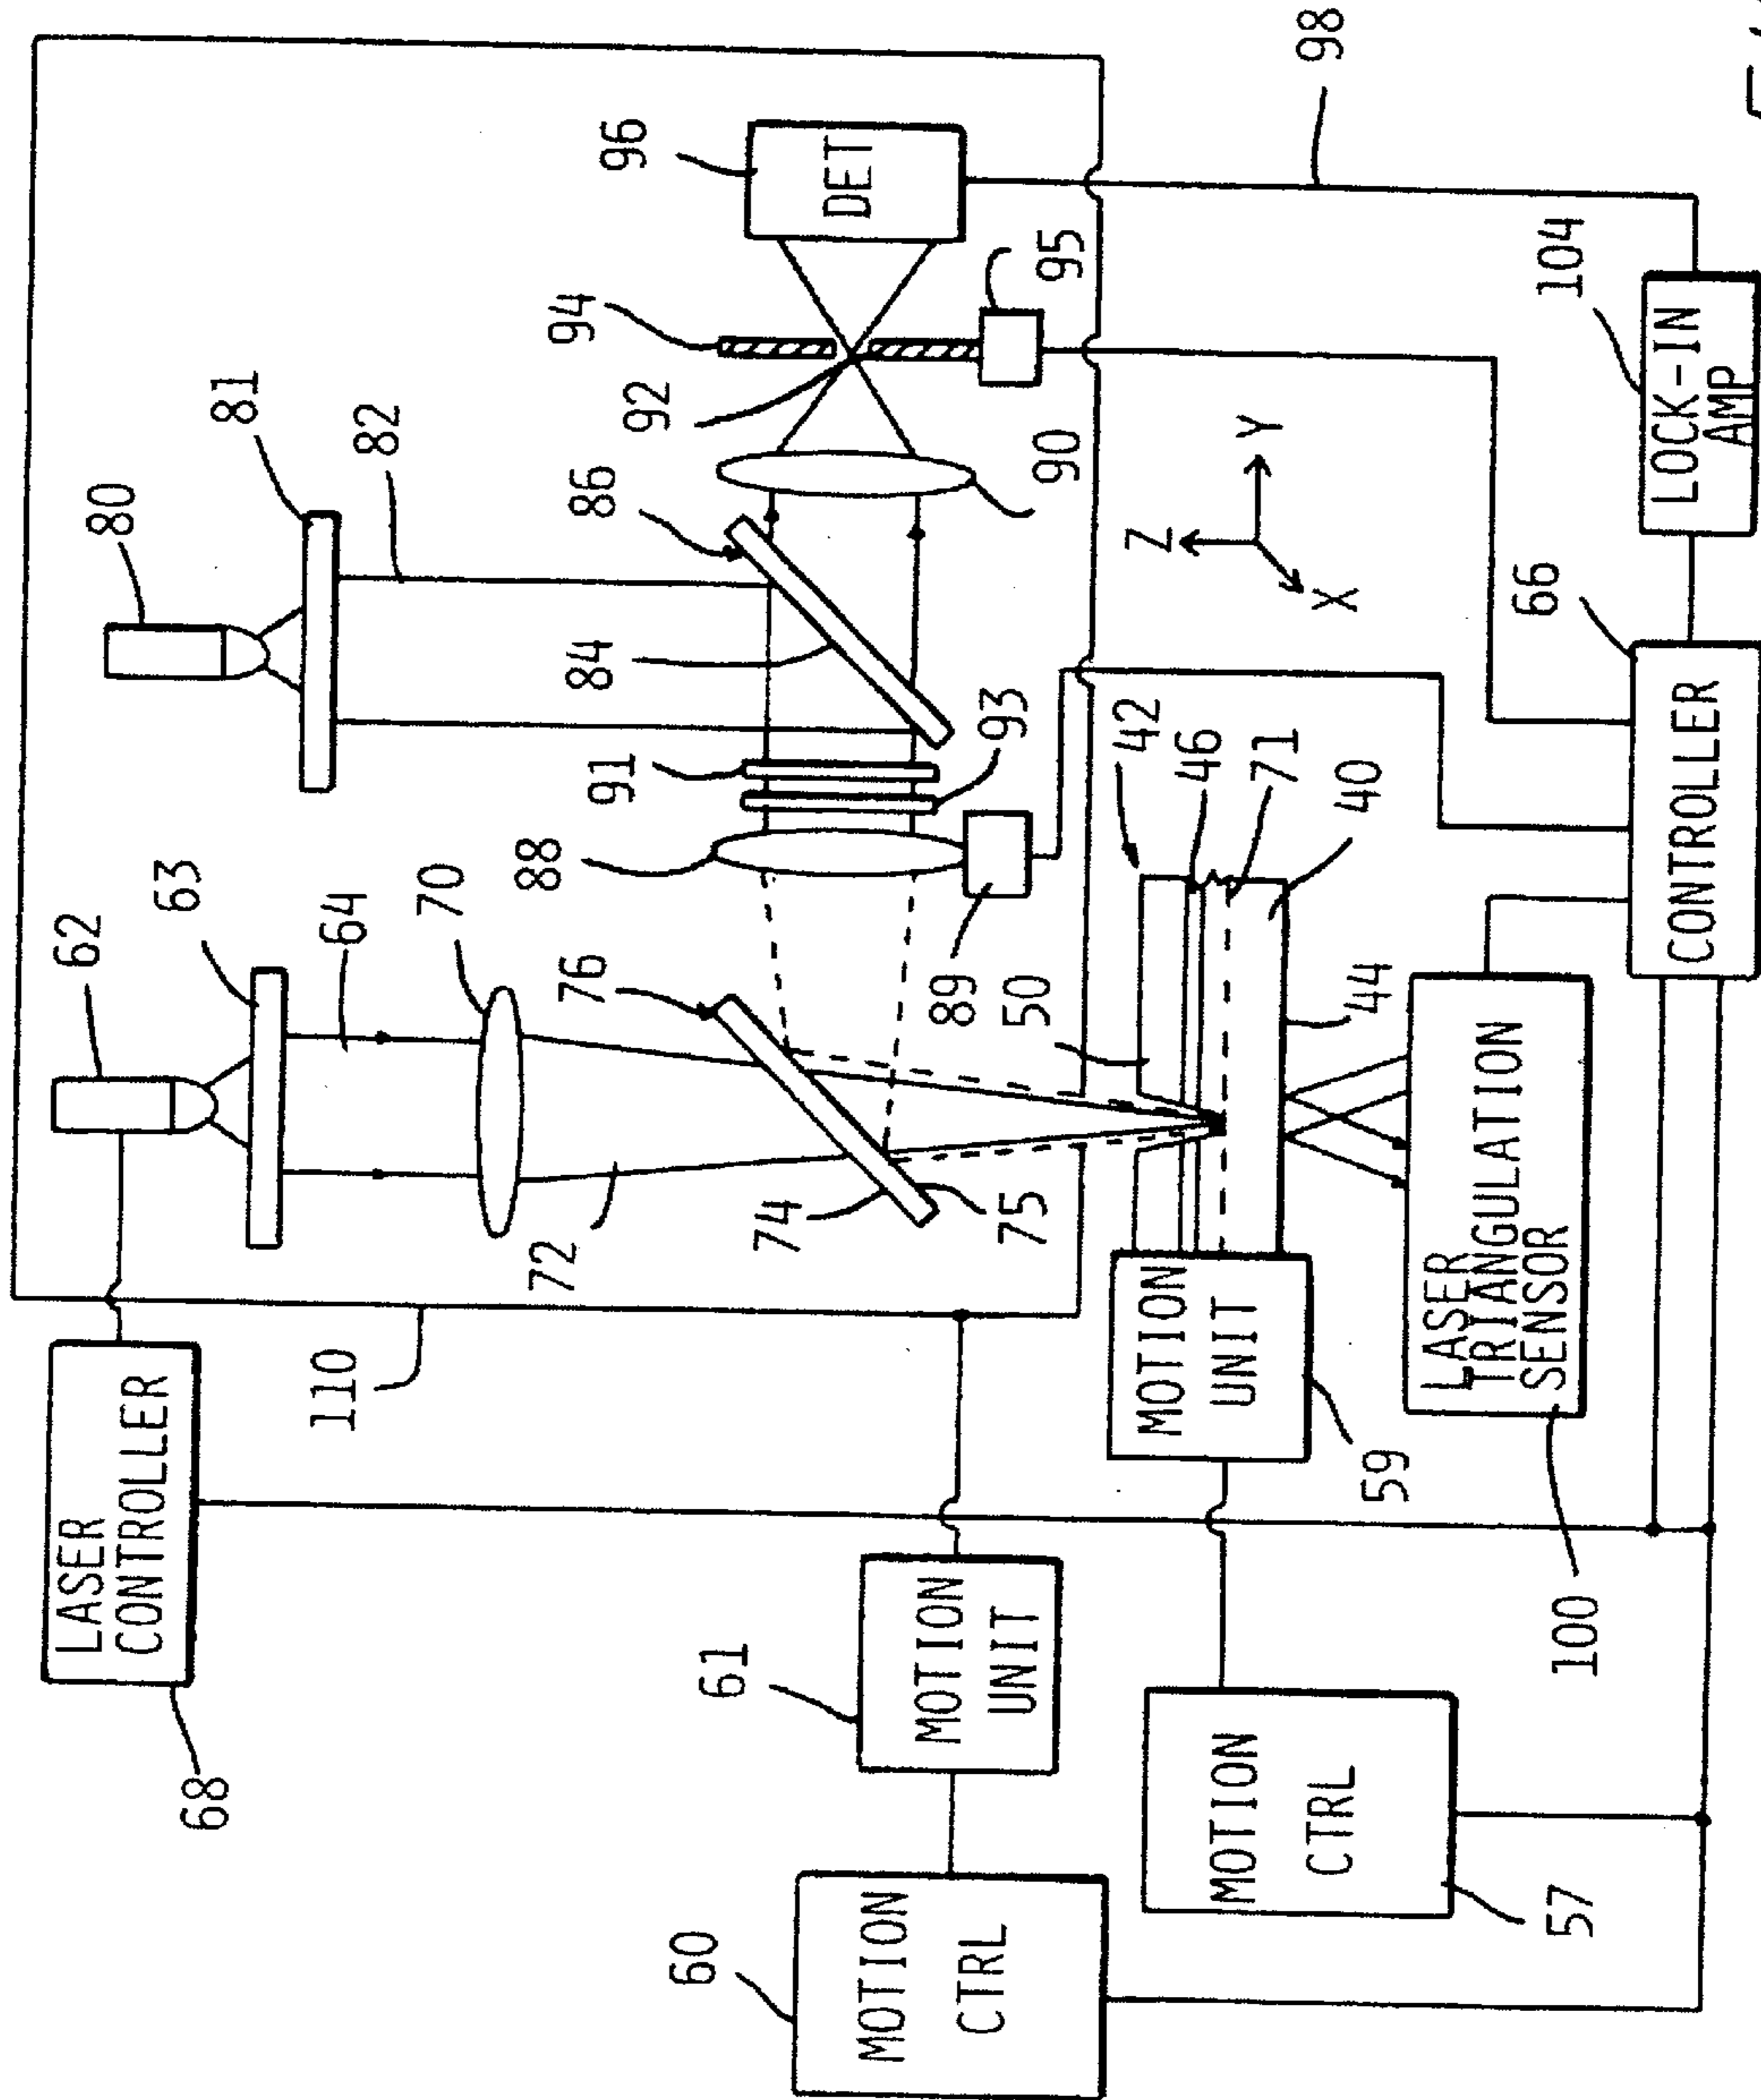 LASER
CONTROLLER
68
110
62
63
64
70
72
76
74
75
80
81
82
84
86
88
89
91
93
90
92
94
95
DET
96
98
Z
Y
X
42
46
71
40
44
50
60
MOTION
CTRL
61
MOTION
UNIT
MOTION
UNIT
59
MOTION
CTRL
57
LASER
TRIANGULATION
SENSOR
100
66
CONTROLLER
LOCK-IN
AMP
104